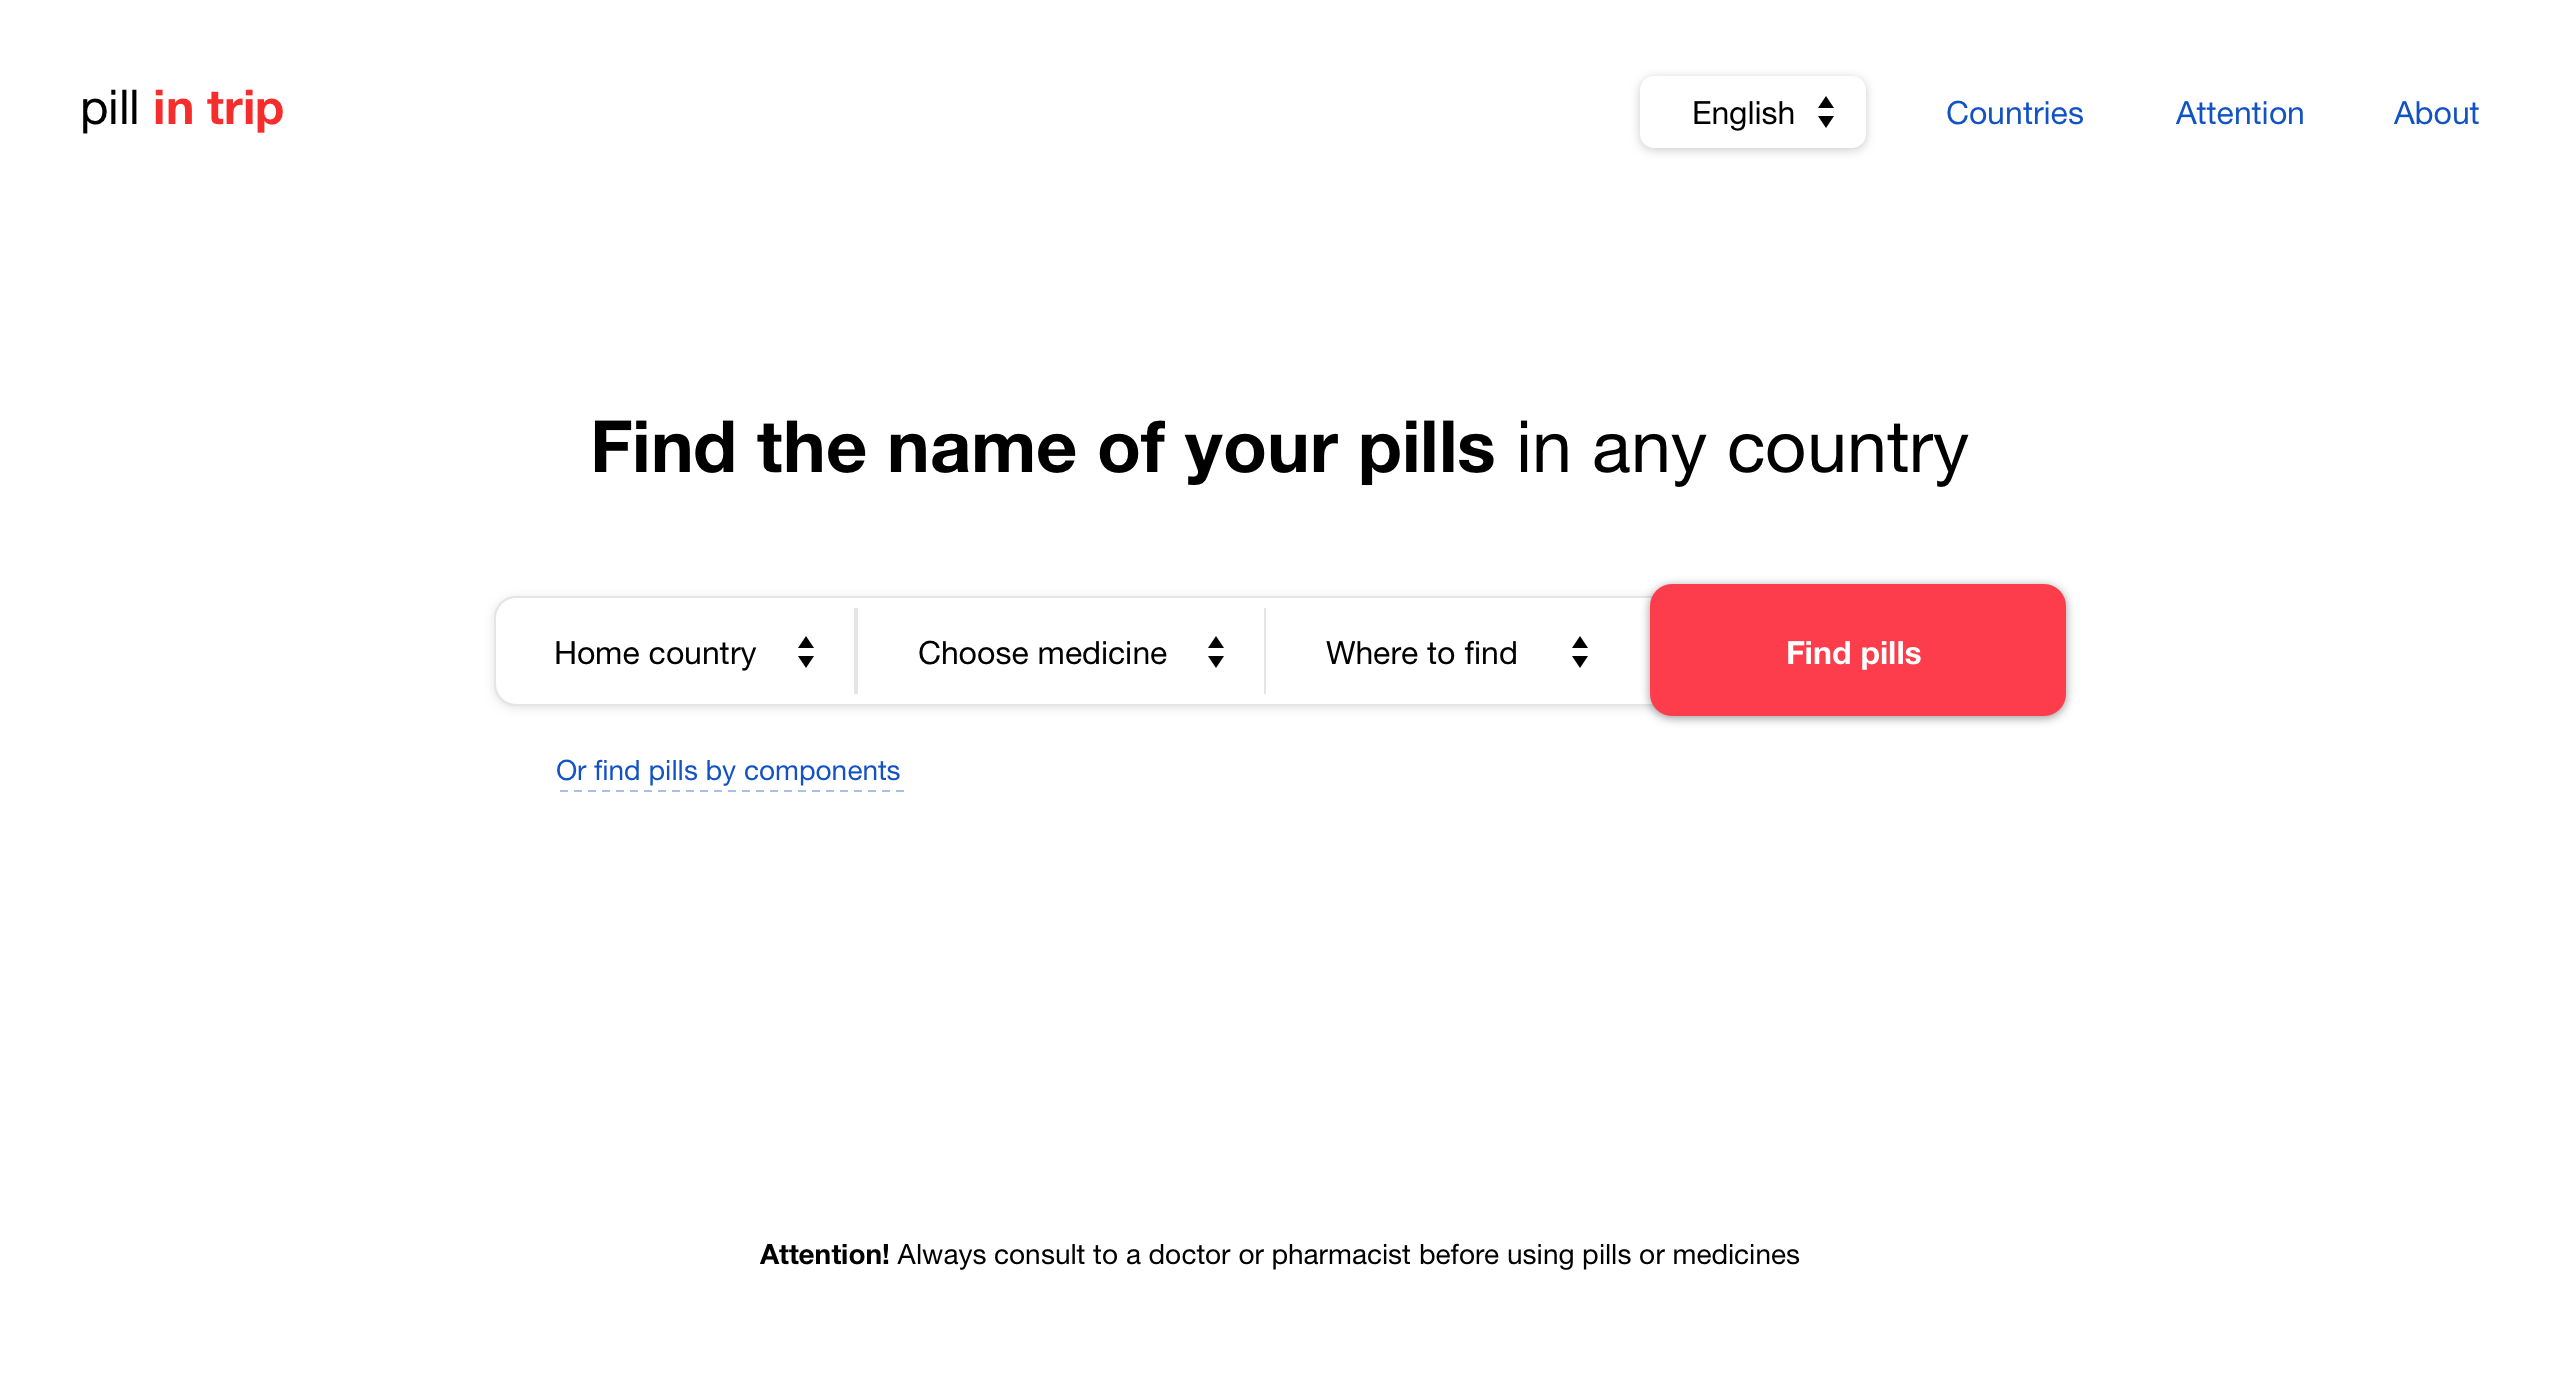 pill in trip
English Countries Attention About
Find the name of your pills in any country
Home country Choose medicine Where to find Find pills
Or find pills by components
Attention! Always consult to a doctor or pharmacist before using pills or medicines